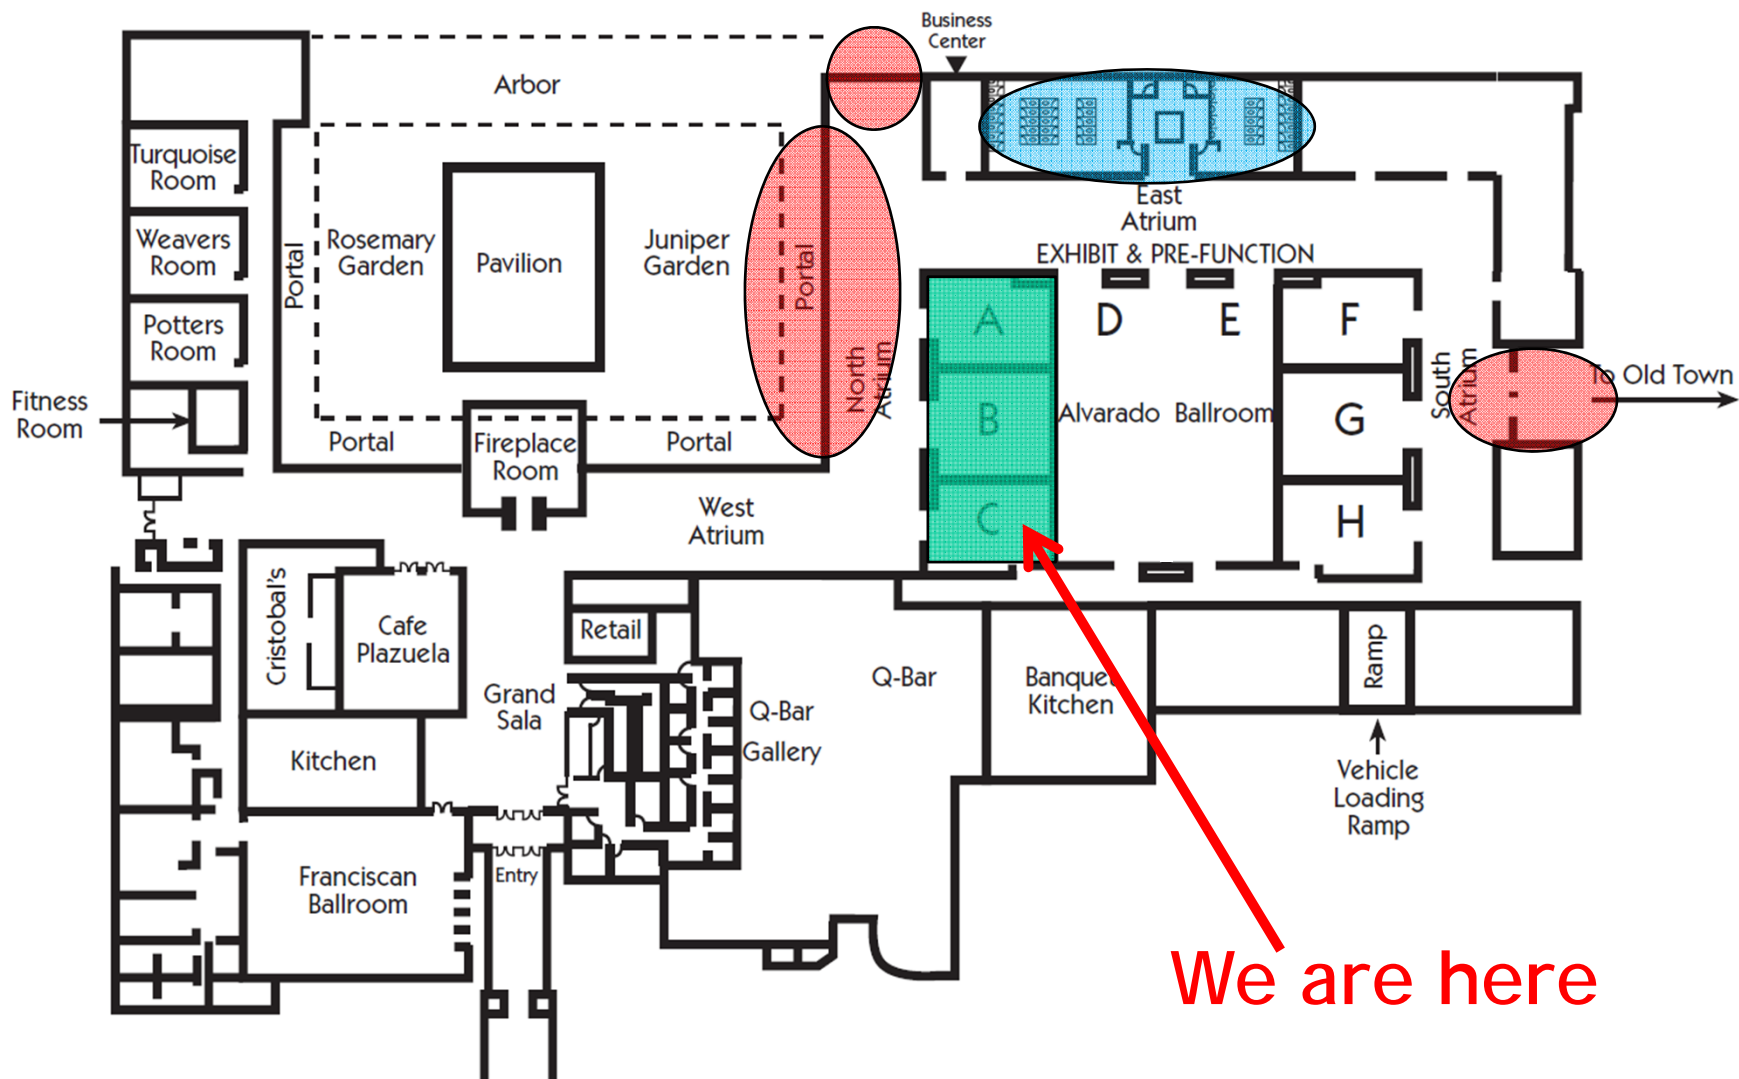 Business
Center
Arbor
Turquoise
Room
Weavers
Room
Potters
Room
Fitness
Room
Portal
Rosemary
Garden
Pavilion
Juniper
Garden
Portal
North
Atrium
Portal
Fireplace
Room
Portal
West
Atrium
East
Atrium
EXHIBIT & PRE-FUNCTION
A
B
C
D
E
Alvarado Ballroom
F
G
H
South
Atrium
To Old Town
Cristobal's
Cafe
Plazuela
Kitchen
Grand
Sala
Retail
Q-Bar
Gallery
Q-Bar
Banquet
Kitchen
Ramp
Vehicle
Loading
Ramp
Franciscan
Ballroom
Entry
We are here